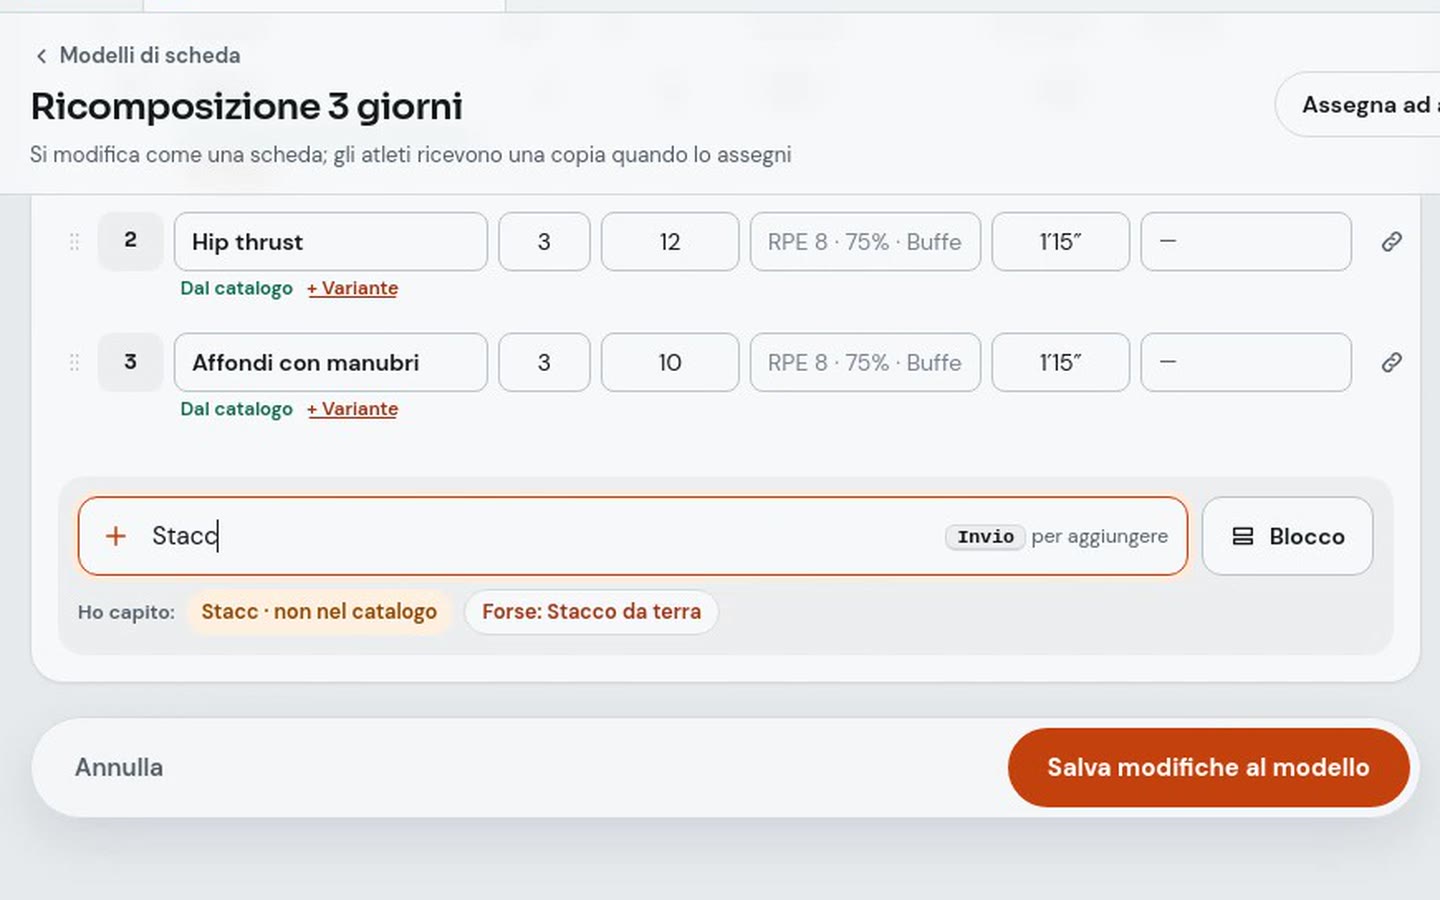 Modelli di scheda
Ricomposizione 3 giorni
Assegna ad
Si modifica come una scheda; gli atleti ricevono una copia quando lo assegni
2 Hip thrust 3 12 RPE 8 · 75% · Buffe 1′15″ —
Dal catalogo + Variante
3 Affondi con manubri 3 10 RPE 8 · 75% · Buffe 1′15″ —
Dal catalogo + Variante
+ Stacc Invio per aggiungere Blocco
Ho capito: Stacc · non nel catalogo Forse: Stacco da terra
Annulla Salva modifiche al modello